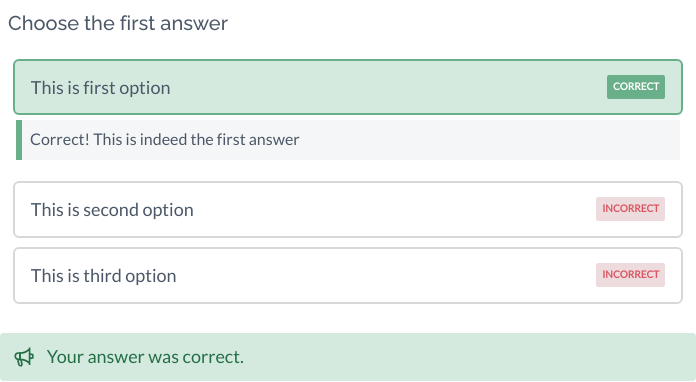 Choose the first answer
This is first option CORRECT
Correct! This is indeed the first answer
This is second option INCORRECT
This is third option INCORRECT
Your answer was correct.